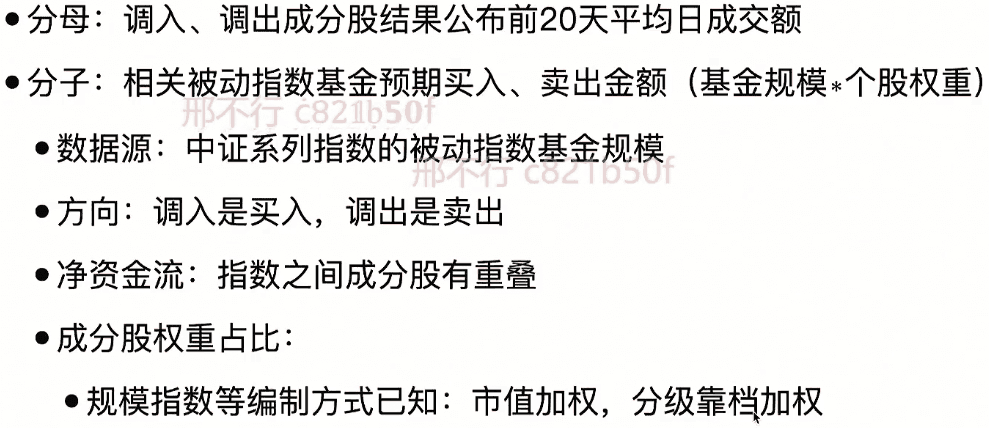 • 分母：调入、调出成分股结果公布前20天平均日成交额
• 分子：相关被动指数基金预期买入、卖出金额（基金规模*个股权重）
邢不行 c821b50f
• 数据源：中证系列指数的被动指数基金规模
邢不行 c821b50f
• 方向：调入是买入，调出是卖出
• 净资金流：指数之间成分股有重叠
• 成分股权重占比：
• 规模指数等编制方式已知：市值加权，分级靠档加权